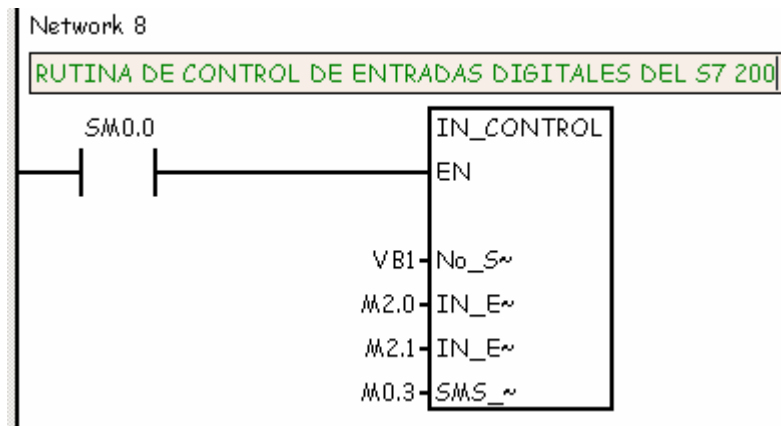 Network 8
RUTINA DE CONTROL DE ENTRADAS DIGITALES DEL S7 200
SM0.0
IN_CONTROL
EN
VB1 No_S~
M2.0 IN_E~
M2.1 IN_E~
M0.3 SMS_~